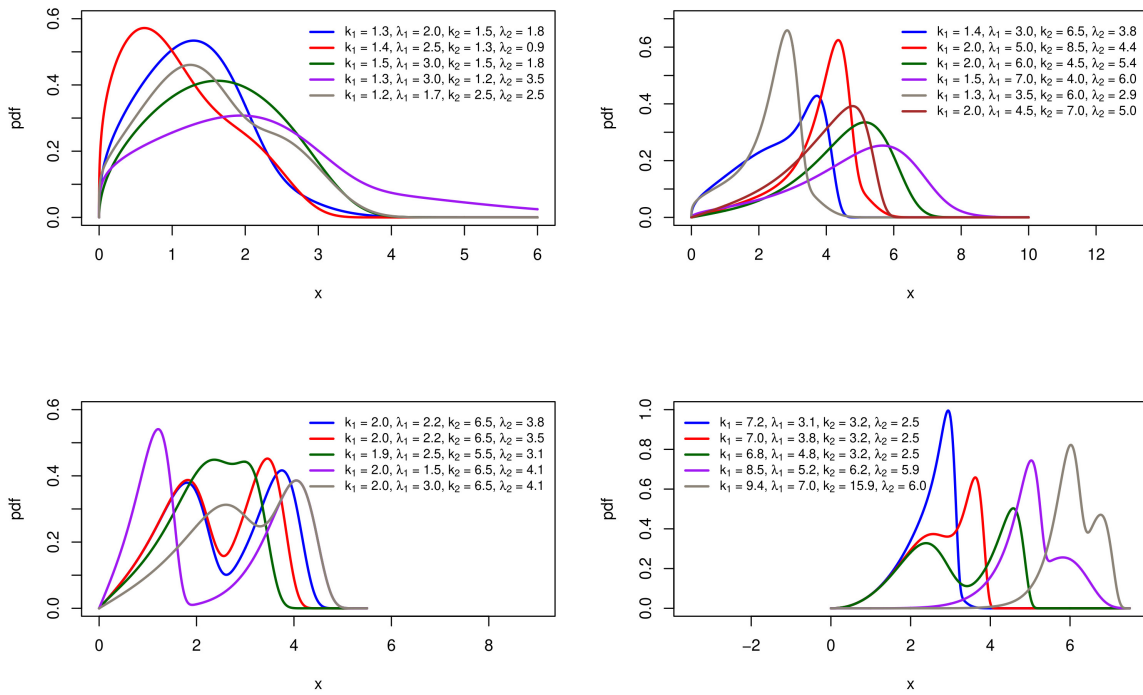 k₁ = 1.3, λ₁ = 2.0, k₂ = 1.5, λ₂ = 1.8
k₁ = 1.4, λ₁ = 2.5, k₂ = 1.3, λ₂ = 0.9
k₁ = 1.5, λ₁ = 3.0, k₂ = 1.5, λ₂ = 1.8
k₁ = 1.3, λ₁ = 3.0, k₂ = 1.2, λ₂ = 3.5
k₁ = 1.2, λ₁ = 1.7, k₂ = 2.5, λ₂ = 2.5
pdf
0.6
0.4
0.2
0.0
0 1 2 3 4 5 6
x
k₁ = 1.4, λ₁ = 3.0, k₂ = 6.5, λ₂ = 3.8
k₁ = 2.0, λ₁ = 5.0, k₂ = 8.5, λ₂ = 4.4
k₁ = 2.0, λ₁ = 6.0, k₂ = 4.5, λ₂ = 5.4
k₁ = 1.5, λ₁ = 7.0, k₂ = 4.0, λ₂ = 6.0
k₁ = 1.3, λ₁ = 3.5, k₂ = 6.0, λ₂ = 2.9
k₁ = 2.0, λ₁ = 4.5, k₂ = 7.0, λ₂ = 5.0
pdf
0.6
0.4
0.2
0.0
0 2 4 6 8 10 12
x
k₁ = 2.0, λ₁ = 2.2, k₂ = 6.5, λ₂ = 3.8
k₁ = 2.0, λ₁ = 2.2, k₂ = 6.5, λ₂ = 3.5
k₁ = 1.9, λ₁ = 2.5, k₂ = 5.5, λ₂ = 3.1
k₁ = 2.0, λ₁ = 1.5, k₂ = 6.5, λ₂ = 4.1
k₁ = 2.0, λ₁ = 3.0, k₂ = 6.5, λ₂ = 4.1
pdf
0.6
0.4
0.2
0.0
0 2 4 6 8
x
k₁ = 7.2, λ₁ = 3.1, k₂ = 3.2, λ₂ = 2.5
k₁ = 7.0, λ₁ = 3.8, k₂ = 3.2, λ₂ = 2.5
k₁ = 6.8, λ₁ = 4.8, k₂ = 3.2, λ₂ = 2.5
k₁ = 8.5, λ₁ = 5.2, k₂ = 6.2, λ₂ = 5.9
k₁ = 9.4, λ₁ = 7.0, k₂ = 15.9, λ₂ = 6.0
pdf
1.0
0.8
0.6
0.4
0.2
0.0
−2 0 2 4 6
x